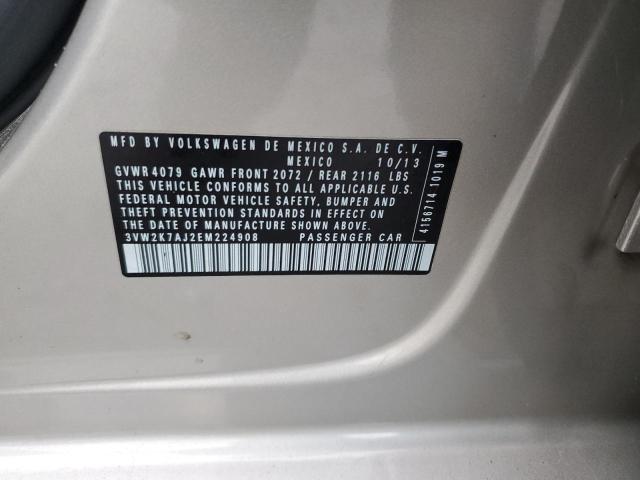 MFD BY VOLKSWAGEN DE MEXICO S.A. DE C.V.
MEXICO 10/13
GVWR 4079 GAWR FRONT 2072 / REAR 2116 LBS
THIS VEHICLE CONFORMS TO ALL APPLICABLE U.S.
FEDERAL MOTOR VEHICLE SAFETY, BUMPER AND
THEFT PREVENTION STANDARDS IN EFFECT ON
THE DATE OF MANUFACTURE SHOWN ABOVE.
3VW2K7AJ2EM224908 PASSENGER CAR
4156714 1019 M